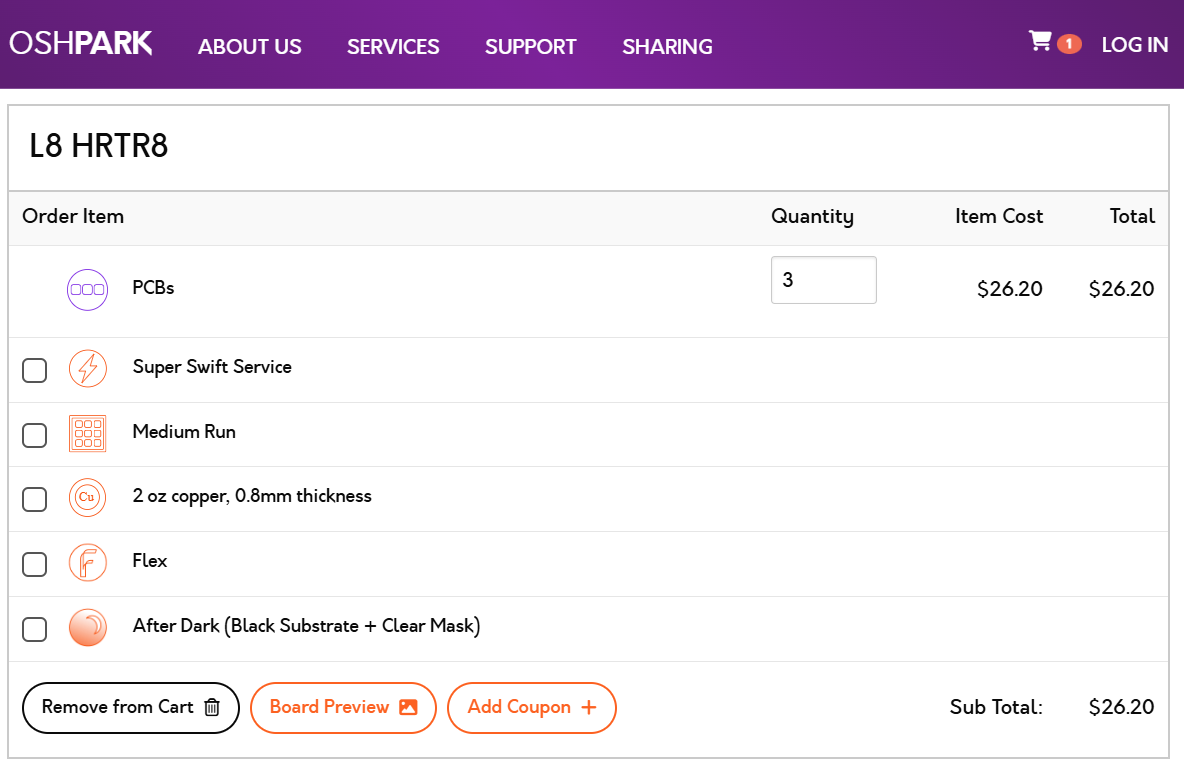 OSHPARK ABOUT US SERVICES SUPPORT SHARING 1 LOG IN
L8 HRTR8
Order Item Quantity Item Cost Total
PCBs 3 $26.20 $26.20
Super Swift Service
Medium Run
Cu 2 oz copper, 0.8mm thickness
F Flex
After Dark (Black Substrate + Clear Mask)
Remove from Cart Board Preview Add Coupon + Sub Total: $26.20